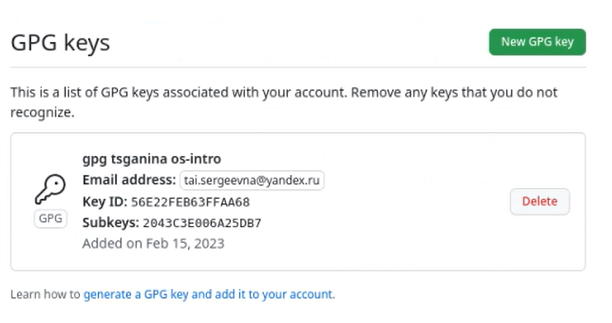 GPG keys
New GPG key
This is a list of GPG keys associated with your account. Remove any keys that you do not
recognize.
gpg tsganina os-intro
Email address: tai.sergeevna@yandex.ru
Key ID: 56E22FEB63FFAA68
GPG
Subkeys: 2043C3E006A25DB7
Added on Feb 15, 2023
Delete
Learn how to generate a GPG key and add it to your account.